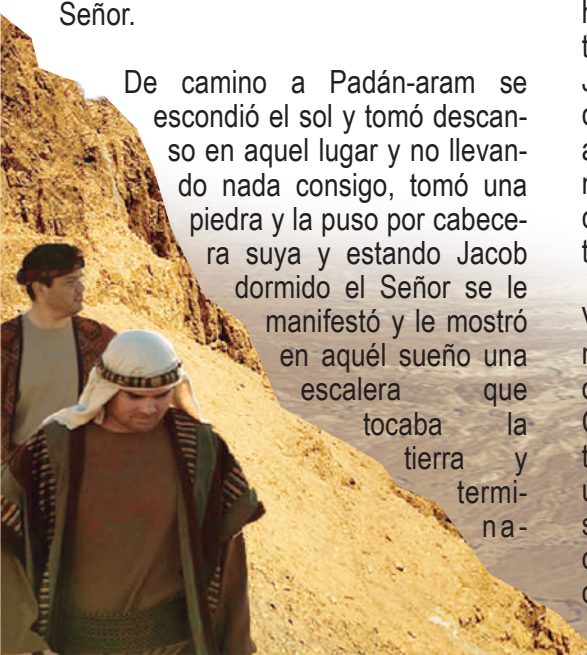 Señor.
De camino a Padán-aram se
escondió el sol y tomó descan-
so en aquel lugar y no llevan-
do nada consigo, tomó una
piedra y la puso por cabece-
ra suya y estando Jacob
dormido el Señor se le
manifestó y le mostró
en aquél sueño una
escalera que
tocaba la
tierra y
termi-
na-